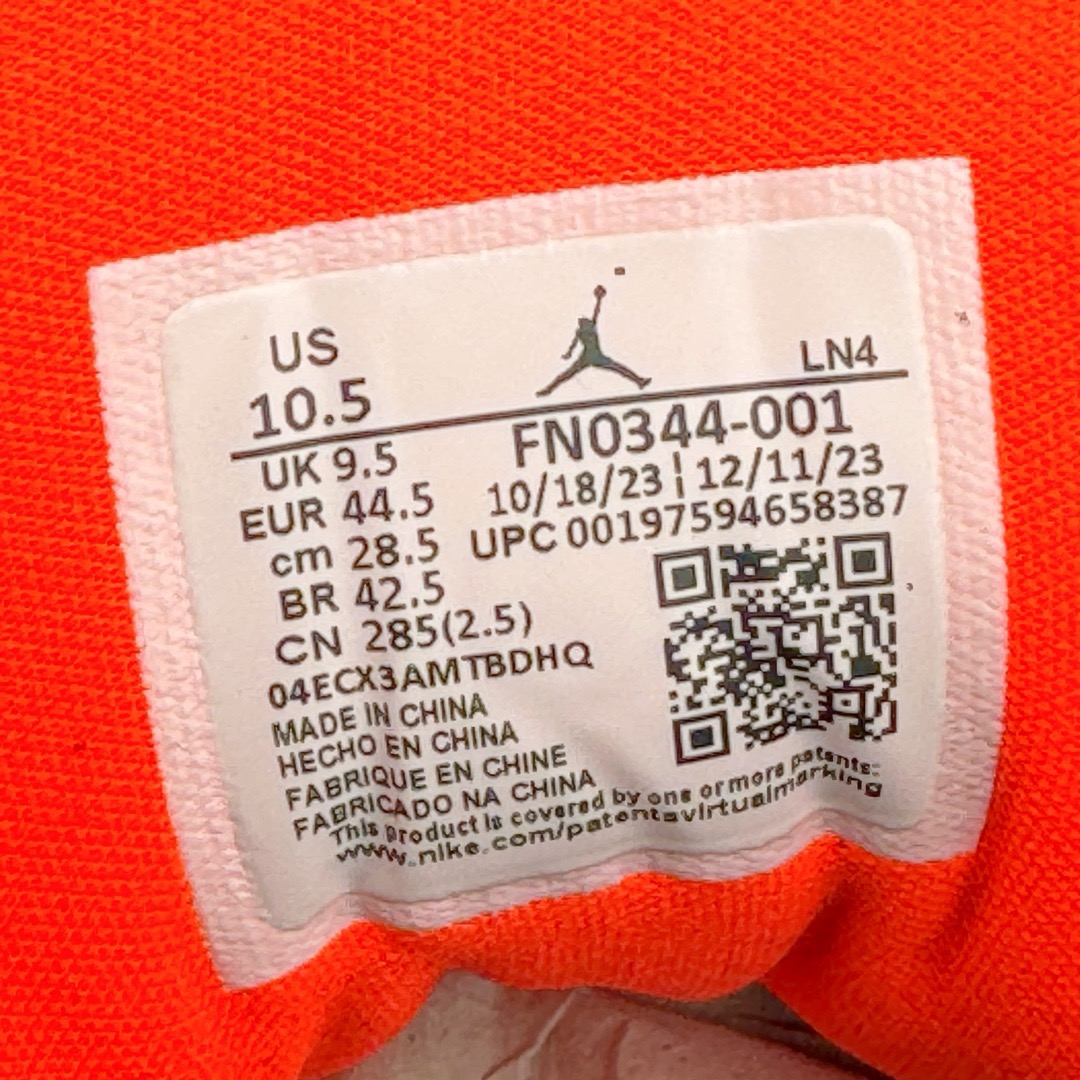 US
10.5
LN4
UK 9.5
EUR 44.5
cm 28.5
BR 42.5
CN 285(2.5)
FN0344-001
10/18/23 ¦ 12/11/23
UPC 00197594658387
04ECX3AMTBDHQ
MADE IN CHINA
HECHO EN CHINA
FABRIQUE EN CHINE
FABRICADO NA CHINA
This product is covered by one or more patents:
www.nike.com/patentsvirtualmarking